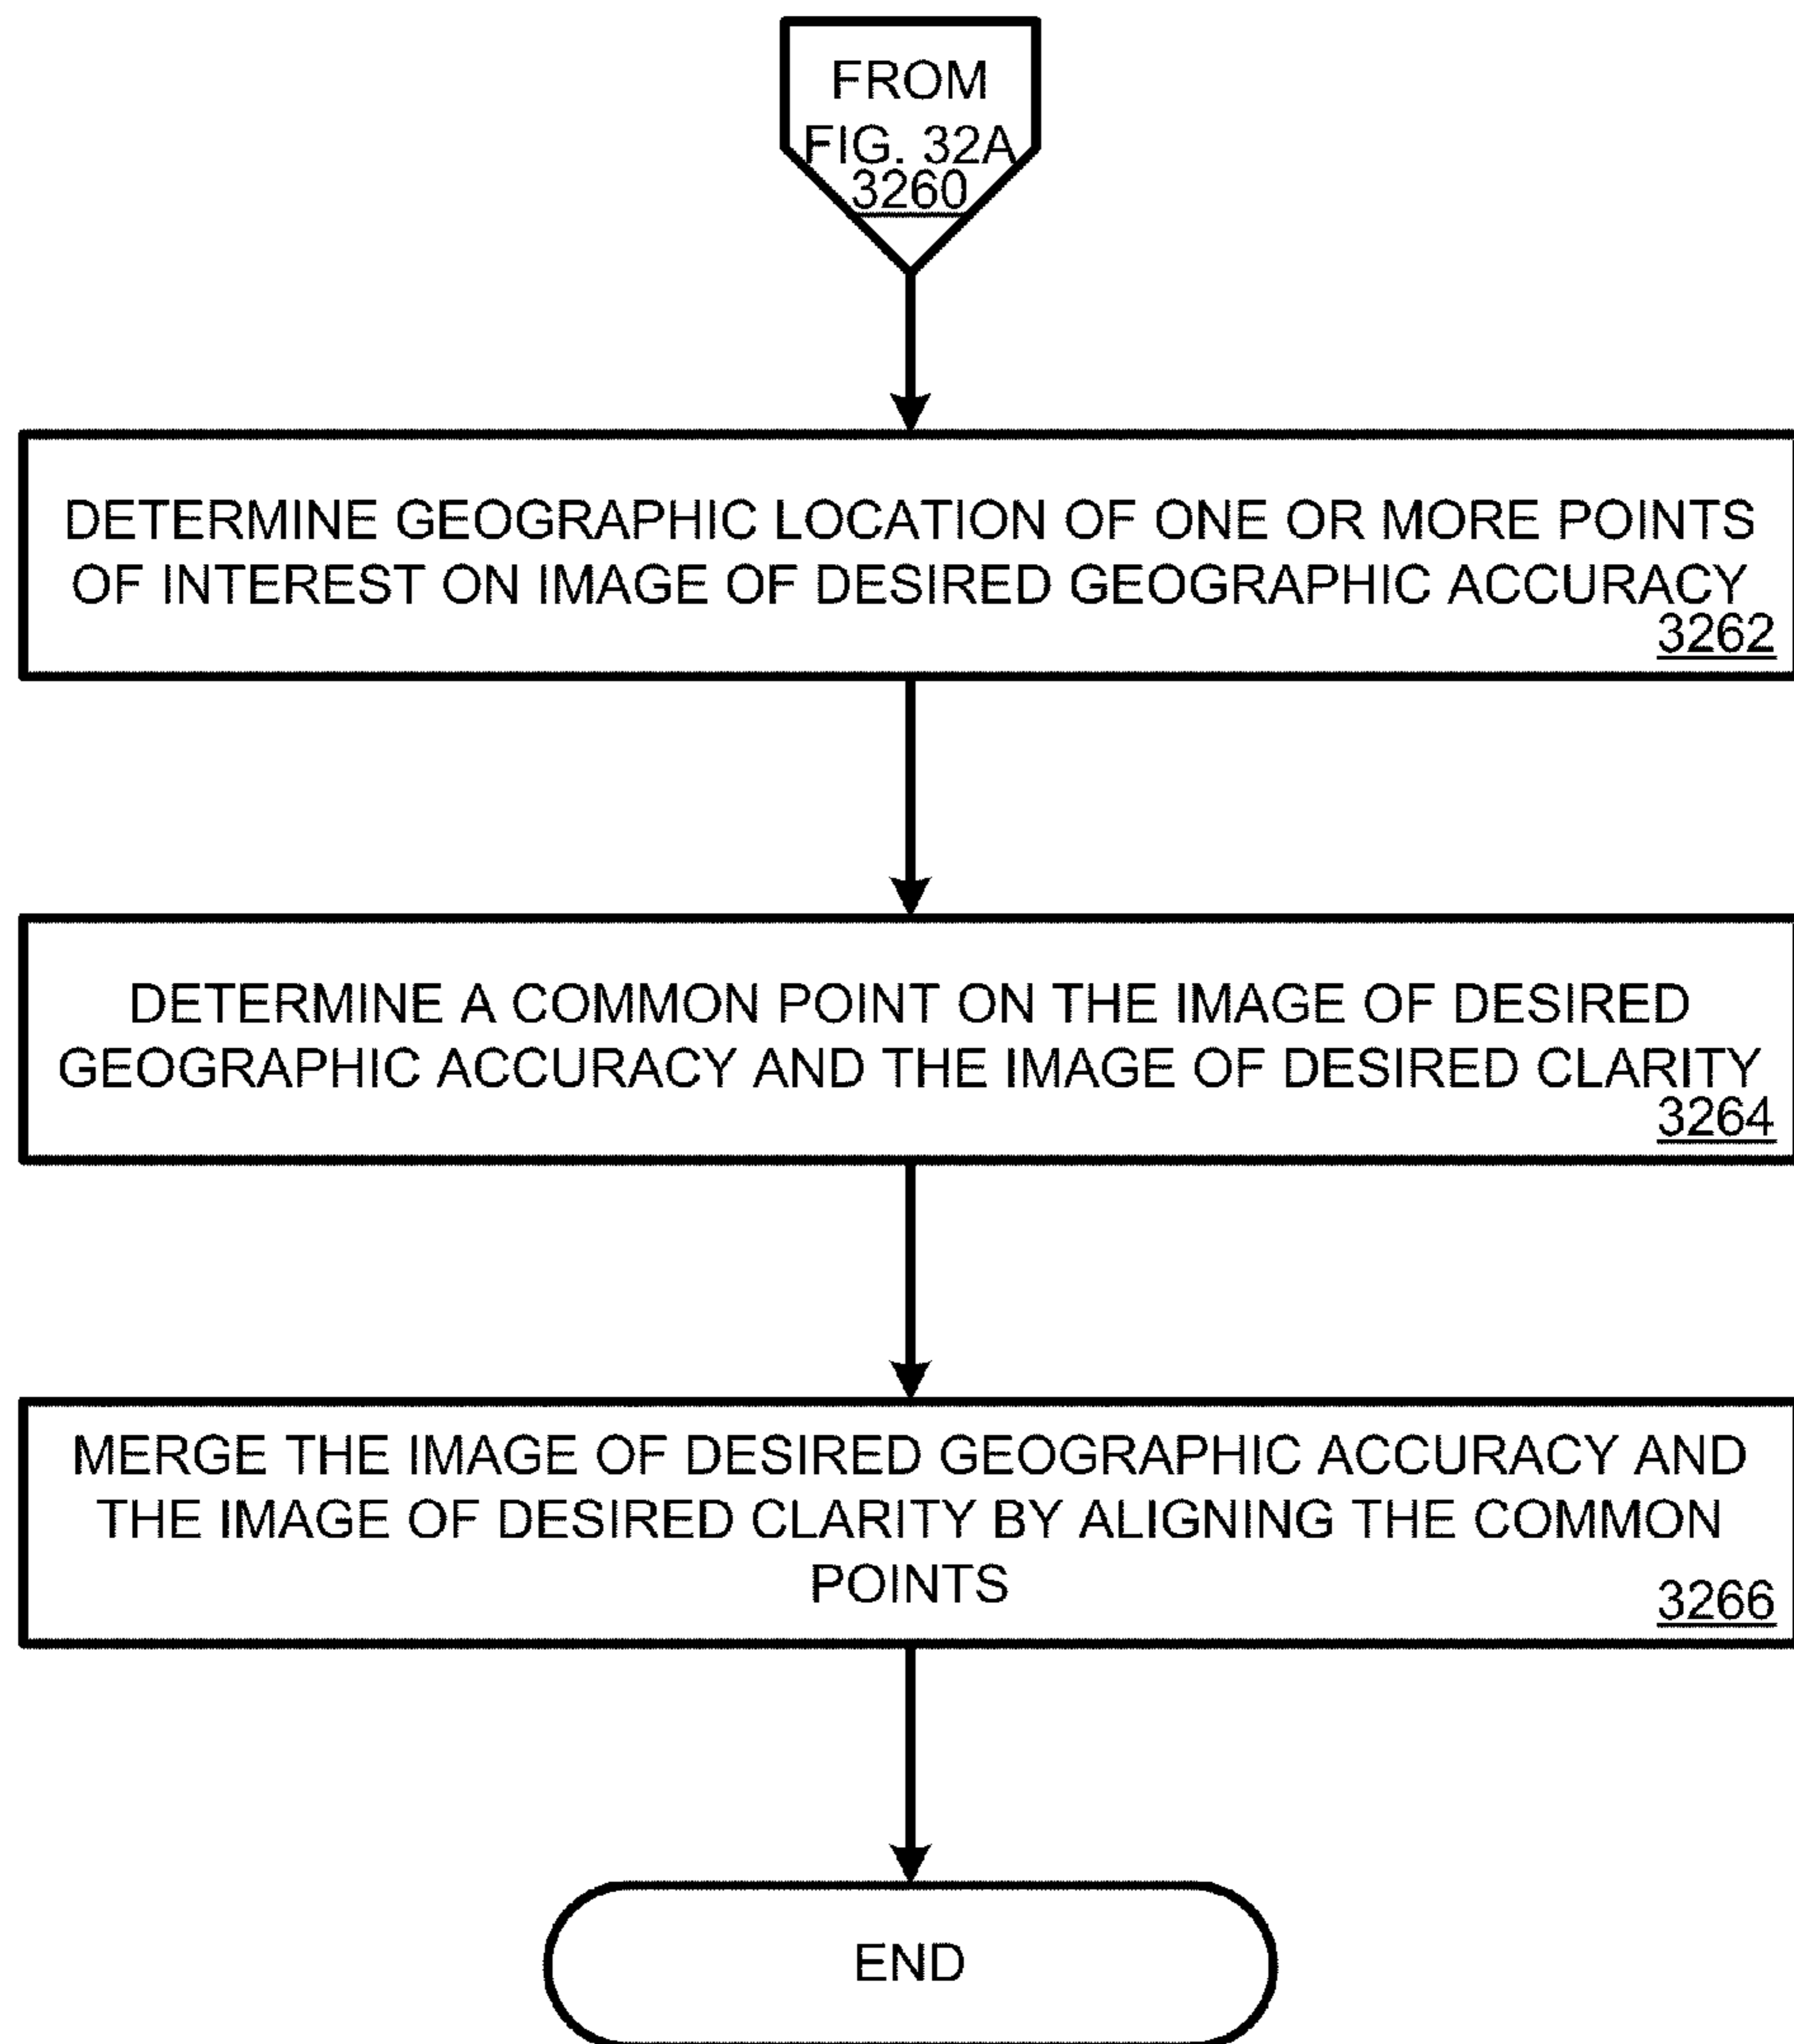 FROM
FIG. 32A
3260
DETERMINE GEOGRAPHIC LOCATION OF ONE OR MORE POINTS
OF INTEREST ON IMAGE OF DESIRED GEOGRAPHIC ACCURACY
3262
DETERMINE A COMMON POINT ON THE IMAGE OF DESIRED
GEOGRAPHIC ACCURACY AND THE IMAGE OF DESIRED CLARITY
3264
MERGE THE IMAGE OF DESIRED GEOGRAPHIC ACCURACY AND
THE IMAGE OF DESIRED CLARITY BY ALIGNING THE COMMON
POINTS
3266
END